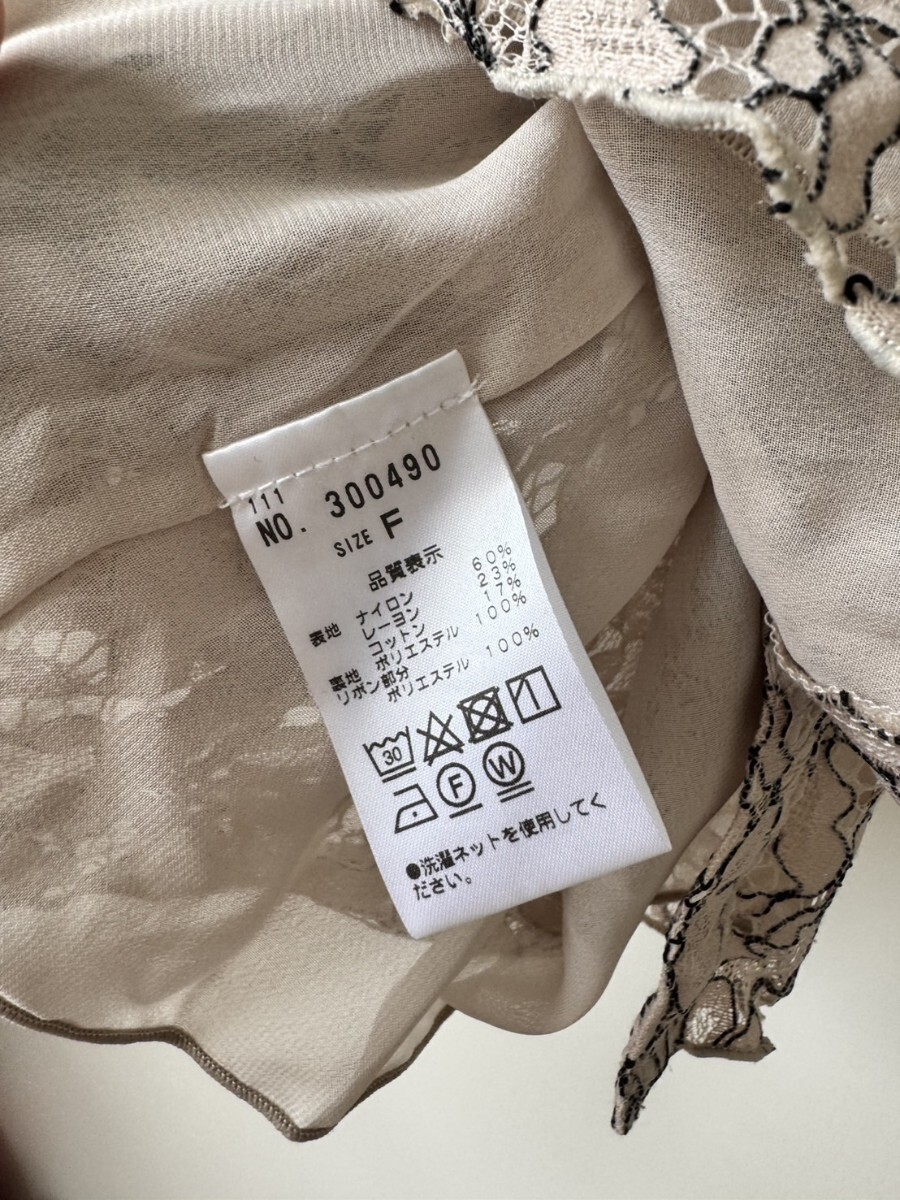 111
NO. 300490
SIZE F
品質表示
表地 ナイロン 60%
レーヨン 23%
コットン 17%
裏地 ポリエステル 100%
リボン部分
ポリエステル 100%
30
F W
●洗濯ネットを使用してく
ださい。